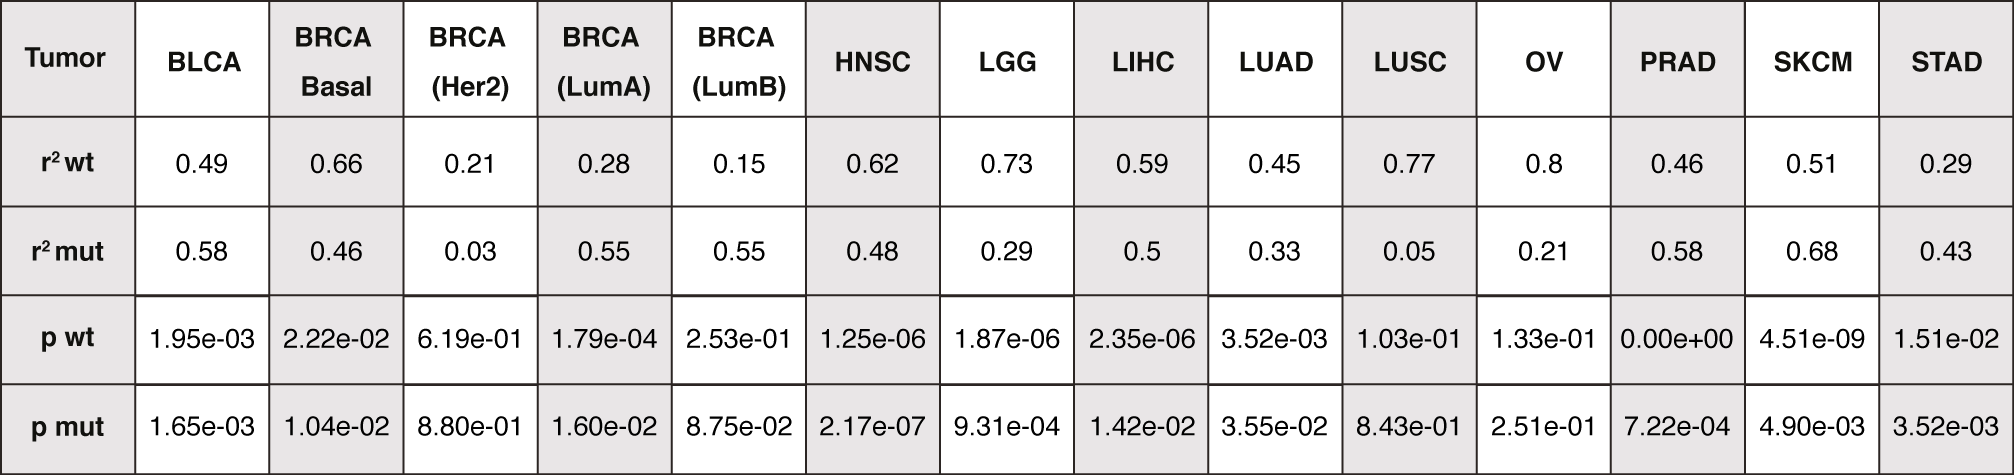 Tumor BLCA BRCA Basal BRCA (Her2) BRCA (LumA) BRCA (LumB) HNSC LGG LIHC LUAD LUSC OV PRAD SKCM STAD
r² wt 0.49 0.66 0.21 0.28 0.15 0.62 0.73 0.59 0.45 0.77 0.8 0.46 0.51 0.29
r² mut 0.58 0.46 0.03 0.55 0.55 0.48 0.29 0.5 0.33 0.05 0.21 0.58 0.68 0.43
p wt 1.95e-03 2.22e-02 6.19e-01 1.79e-04 2.53e-01 1.25e-06 1.87e-06 2.35e-06 3.52e-03 1.03e-01 1.33e-01 0.00e+00 4.51e-09 1.51e-02
p mut 1.65e-03 1.04e-02 8.80e-01 1.60e-02 8.75e-02 2.17e-07 9.31e-04 1.42e-02 3.55e-02 8.43e-01 2.51e-01 7.22e-04 4.90e-03 3.52e-03